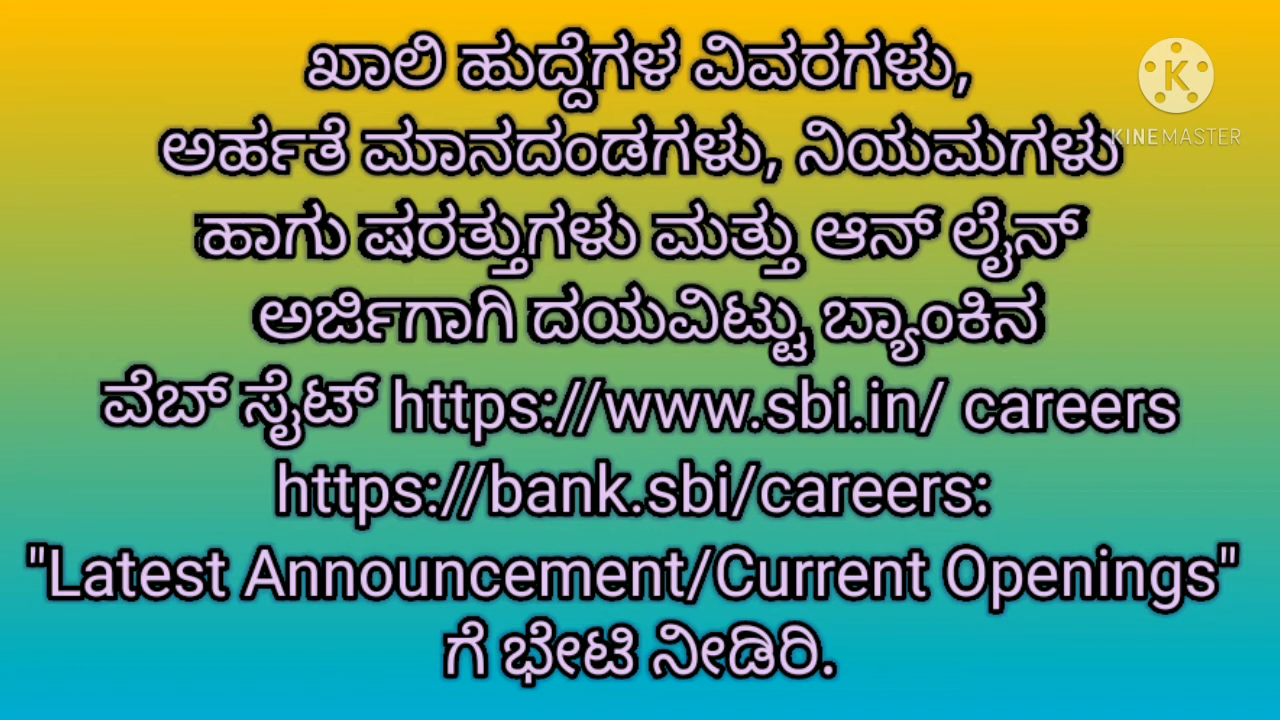 ಖಾಲಿ ಹುದ್ದೆಗಳ ವಿವರಗಳು,
ಅರ್ಹತೆ ಮಾನದಂಡಗಳು, ನಿಯಮಗಳು
ಹಾಗು ಷರತ್ತುಗಳು ಮತ್ತು ಆನ್ ಲೈನ್
ಅರ್ಜಿಗಾಗಿ ದಯವಿಟ್ಟು ಬ್ಯಾಂಕಿನ
ವೆಬ್ ಸೈಟ್ https://www.sbi.in/ careers
https://bank.sbi/careers:
"Latest Announcement/Current Openings"
ಗೆ ಭೇಟಿ ನೀಡಿರಿ.
K
KINEMASTER